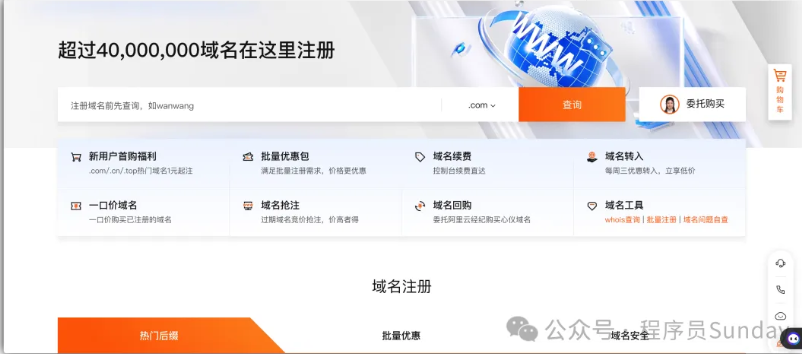 超过40,000,000域名在这里注册
WWW
注册域名前先查询，如wanwang
.com
查询
委托购买
购物车
新用户首购福利
.com/.cn/.top热门域名1元起注
批量优惠包
满足批量注册需求，价格更优惠
域名续费
控制台续费直达
域名转入
每周三优惠转入，立享低价
一口价域名
一口价购买已注册的域名
域名抢注
过期域名竞价抢注，价高者得
域名回购
委托阿里云经纪购买心仪域名
域名工具
whois查询 | 批量注册 | 域名问题自查
域名注册
热门后缀
批量优惠
域名安全
公众号 · 程序员Sunday